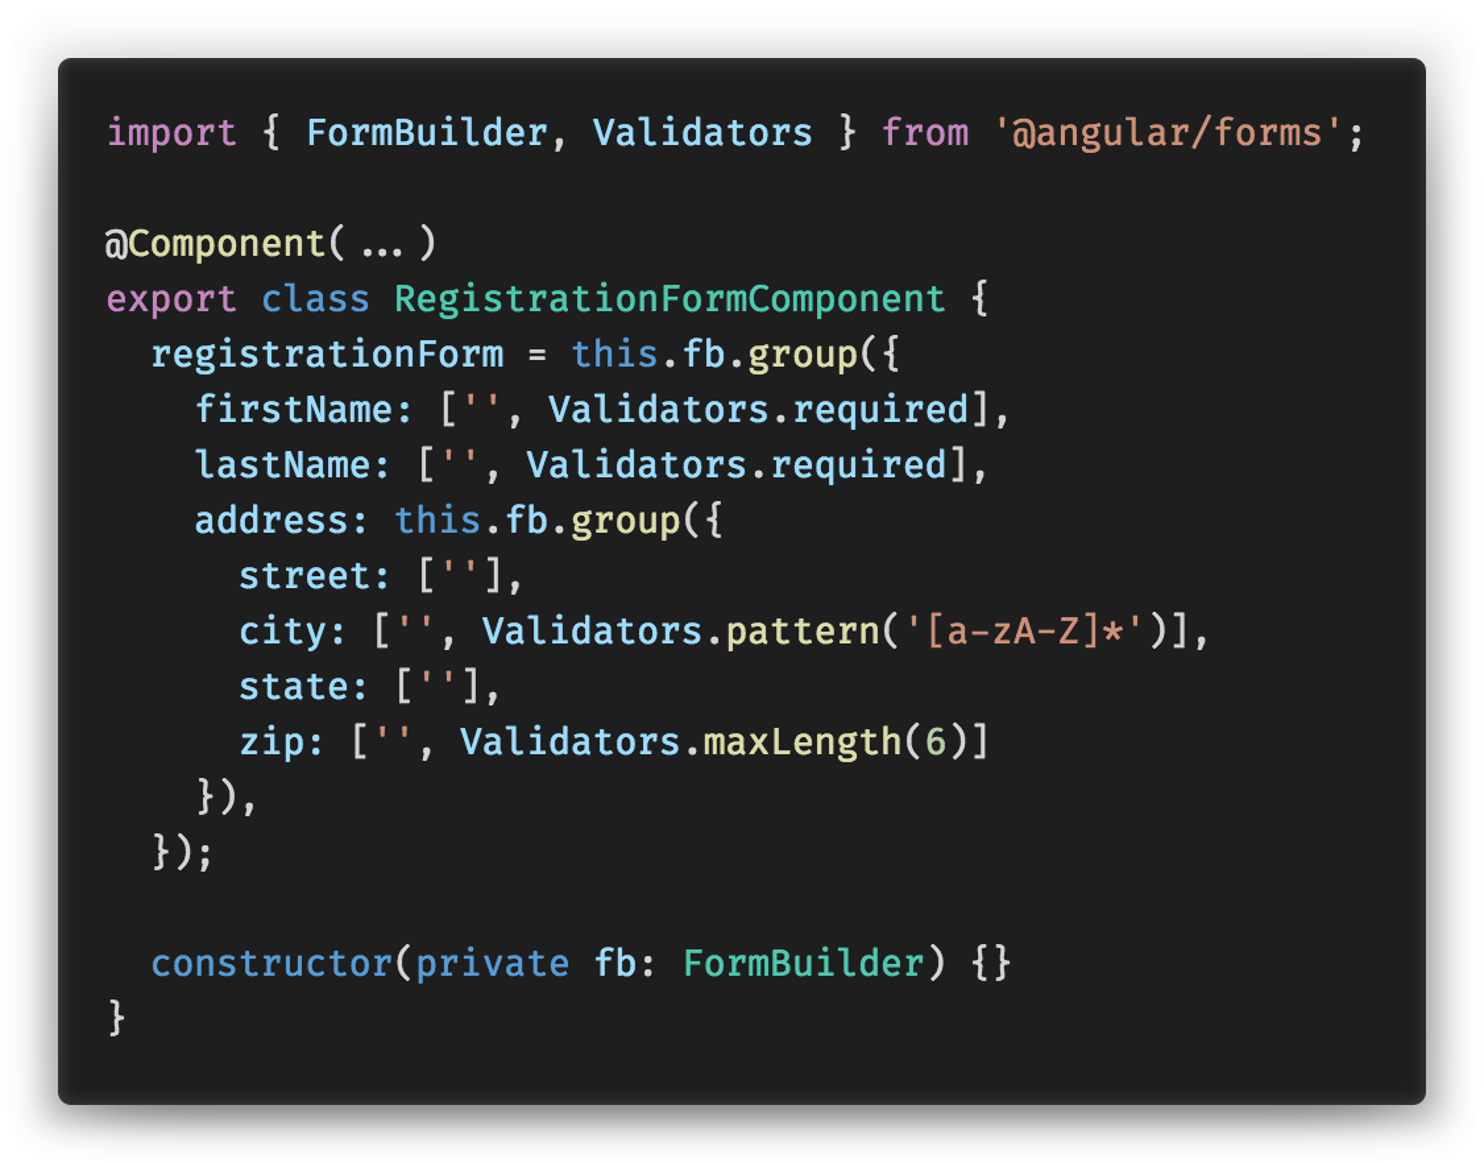 import { FormBuilder, Validators } from '@angular/forms';
@Component( ... )
export class RegistrationFormComponent {
registrationForm = this.fb.group({
firstName: ['', Validators.required],
lastName: ['', Validators.required],
address: this.fb.group({
street: [''],
city: ['', Validators.pattern('[a-zA-Z]*')],
state: [''],
zip: ['', Validators.maxLength(6)]
}),
});
constructor(private fb: FormBuilder) {}
}